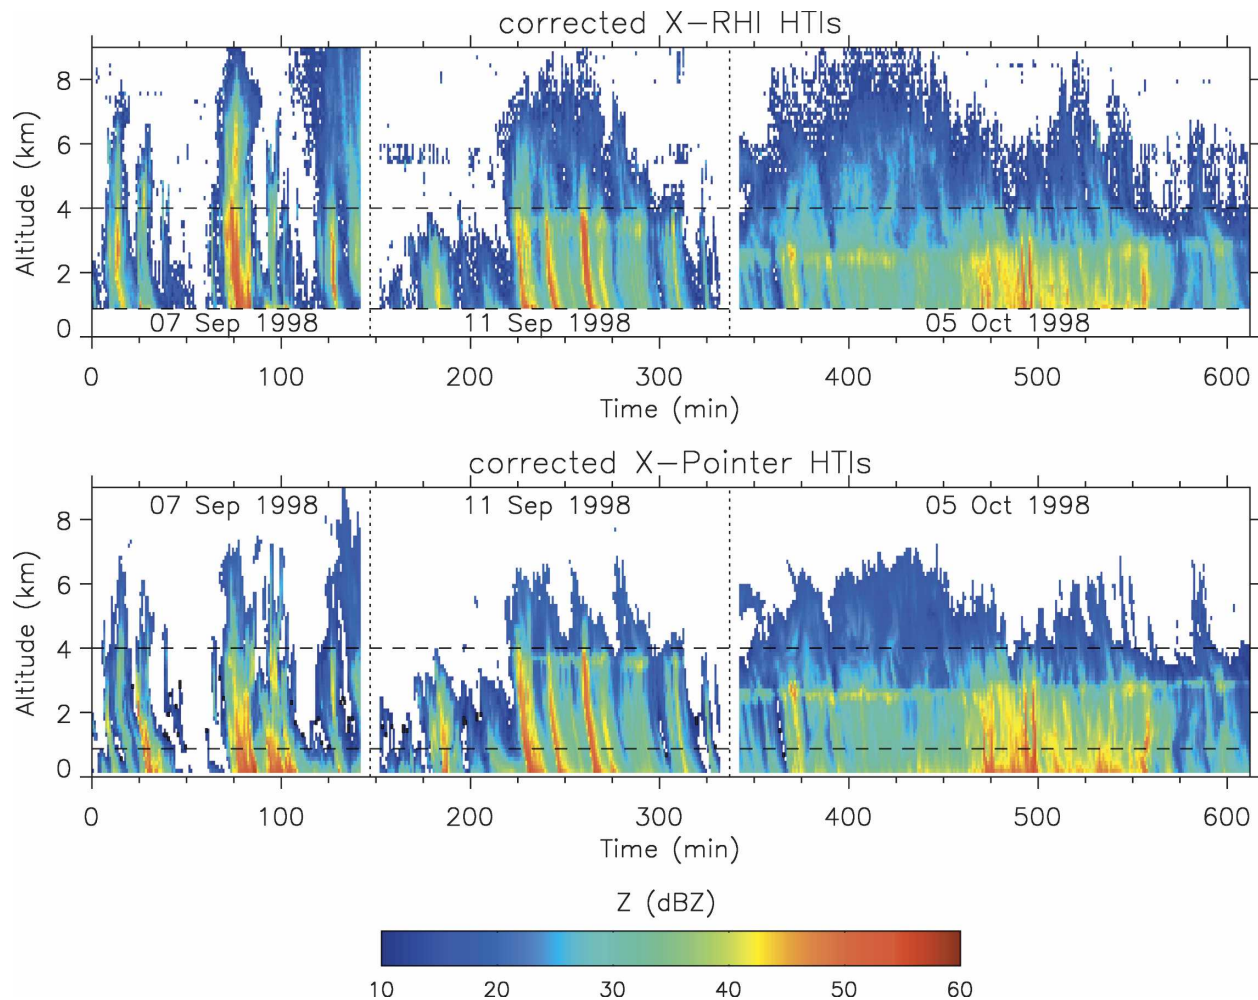 corrected X-RHI HTIs
8
6
4
2
0
Altitude (km)
07 Sep 1998 11 Sep 1998 05 Oct 1998
0 100 200 300 400 500 600
Time (min)
corrected X-Pointer HTIs
07 Sep 1998 11 Sep 1998 05 Oct 1998
8
6
4
2
0
Altitude (km)
0 100 200 300 400 500 600
Time (min)
Z (dBZ)
10 20 30 40 50 60